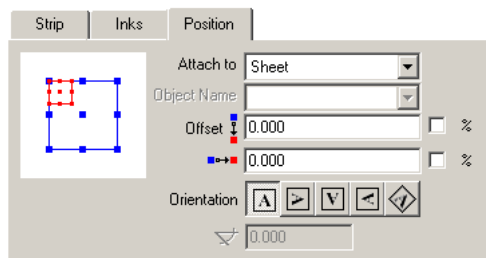 Strip Inks Position
Attach to Sheet
Object Name
Offset 0.000 %
0.000 %
Orientation A A A A A
0.000